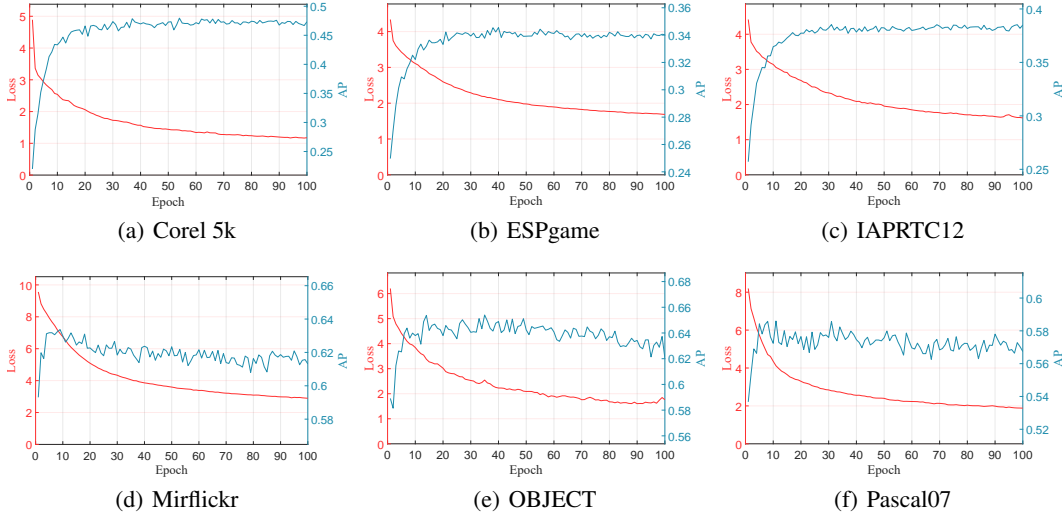 5
4
3
2
1
0
Loss
0.5
0.45
0.4
0.35
0.3
0.25
AP
0 10 20 30 40 50 60 70 80 90 100
Epoch
(a) Corel 5k
4
3
2
1
0
Loss
0.36
0.34
0.32
0.3
0.28
0.26
0.24
AP
0 10 20 30 40 50 60 70 80 90 100
Epoch
(b) ESPgame
4
3
2
1
0
Loss
0.4
0.35
0.3
0.25
AP
0 10 20 30 40 50 60 70 80 90 100
Epoch
(c) IAPRTC12
10
8
6
4
2
0
Loss
0.66
0.64
0.62
0.6
0.58
AP
0 10 20 30 40 50 60 70 80 90 100
Epoch
(d) Mirflickr
6
5
4
3
2
1
0
Loss
0.68
0.66
0.64
0.62
0.6
0.58
0.56
AP
0 10 20 30 40 50 60 70 80 90 100
Epoch
(e) OBJECT
8
6
4
2
0
Loss
0.6
0.58
0.56
0.54
0.52
AP
0 10 20 30 40 50 60 70 80 90 100
Epoch
(f) Pascal07